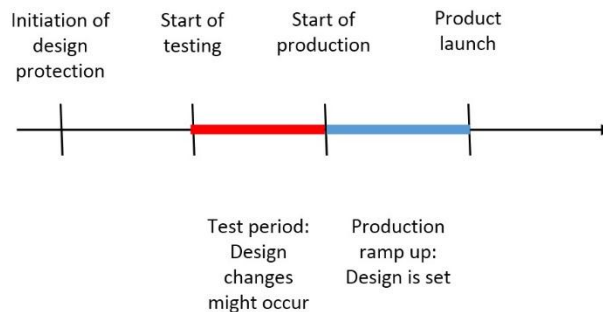 Initiation of
design
protection
Start of
testing
Start of
production
Product
launch
Test period:
Design
changes
might occur
Production
ramp up:
Design is set